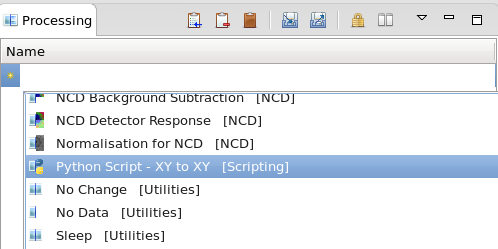 Processing
Name
NCD Background Subtraction [NCD]
NCD Detector Response [NCD]
Normalisation for NCD [NCD]
Python Script - XY to XY [Scripting]
No Change [Utilities]
No Data [Utilities]
Sleep [Utilities]